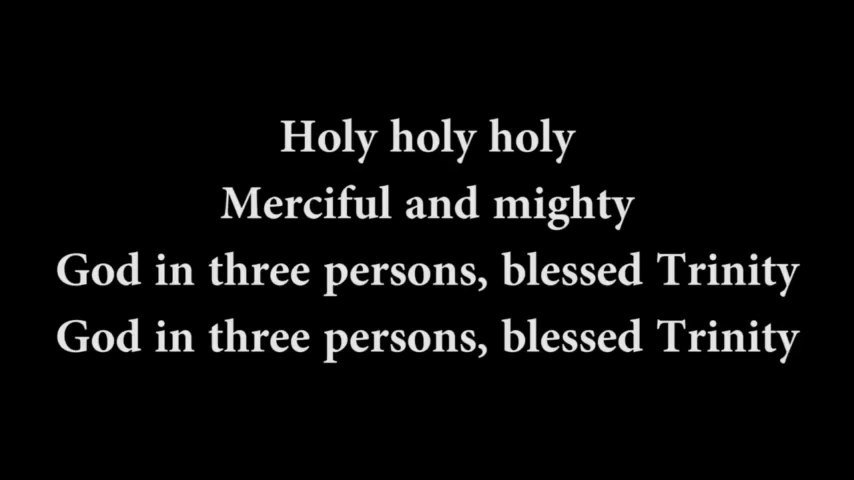 Holy holy holy
Merciful and mighty
God in three persons, blessed Trinity
God in three persons, blessed Trinity